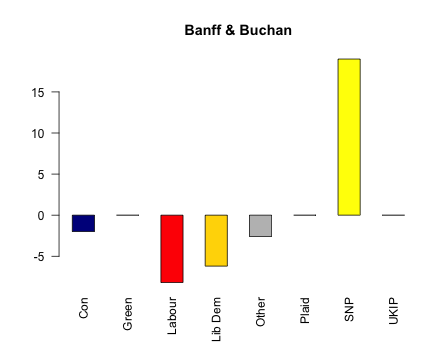 Banff & Buchan
15
10
5
0
-5
Con
Green
Labour
Lib Dem
Other
Plaid
SNP
UKIP